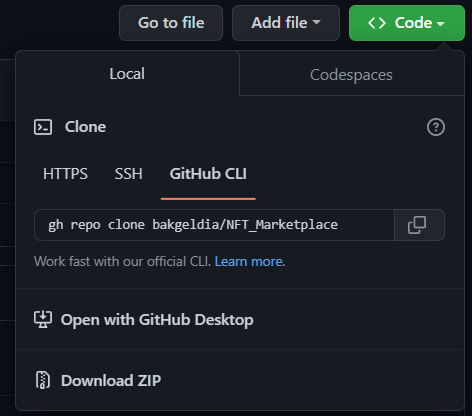 Go to file
Add file
<> Code
Local
Codespaces
Clone
HTTPS
SSH
GitHub CLI
gh repo clone bakgeldia/NFT_Marketplace
Work fast with our official CLI. Learn more.
Open with GitHub Desktop
Download ZIP